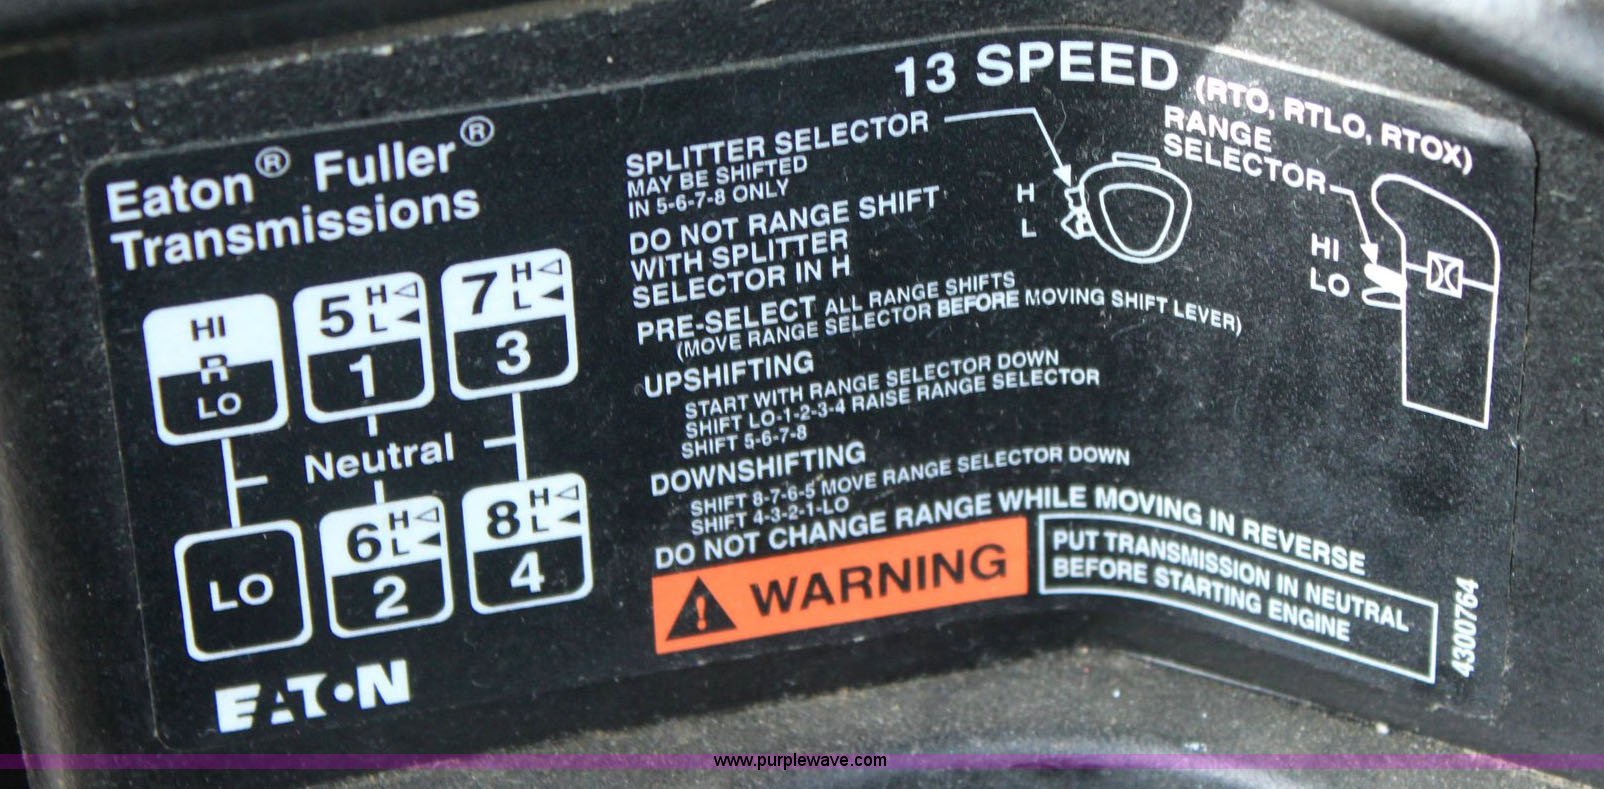 Eaton® Fuller®
Transmissions
HI
R
LO
5 H
L
1
7 H
L
3
Neutral
LO
6 H
L
2
8 H
L
4
EATON
13 SPEED (RTO, RTLO, RTOX)
SPLITTER SELECTOR
MAY BE SHIFTED
IN 5-6-7-8 ONLY
H
L
RANGE
SELECTOR
HI
LO
DO NOT RANGE SHIFT
WITH SPLITTER
SELECTOR IN H
PRE-SELECT ALL RANGE SHIFTS
(MOVE RANGE SELECTOR BEFORE MOVING SHIFT LEVER)
UPSHIFTING
START WITH RANGE SELECTOR DOWN
SHIFT LO-1-2-3-4 RAISE RANGE SELECTOR
SHIFT 5-6-7-8
DOWNSHIFTING
SHIFT 8-7-6-5 MOVE RANGE SELECTOR DOWN
SHIFT 4-3-2-1-LO
DO NOT CHANGE RANGE WHILE MOVING IN REVERSE
WARNING
PUT TRANSMISSION IN NEUTRAL
BEFORE STARTING ENGINE
4300764
www.purplewave.com